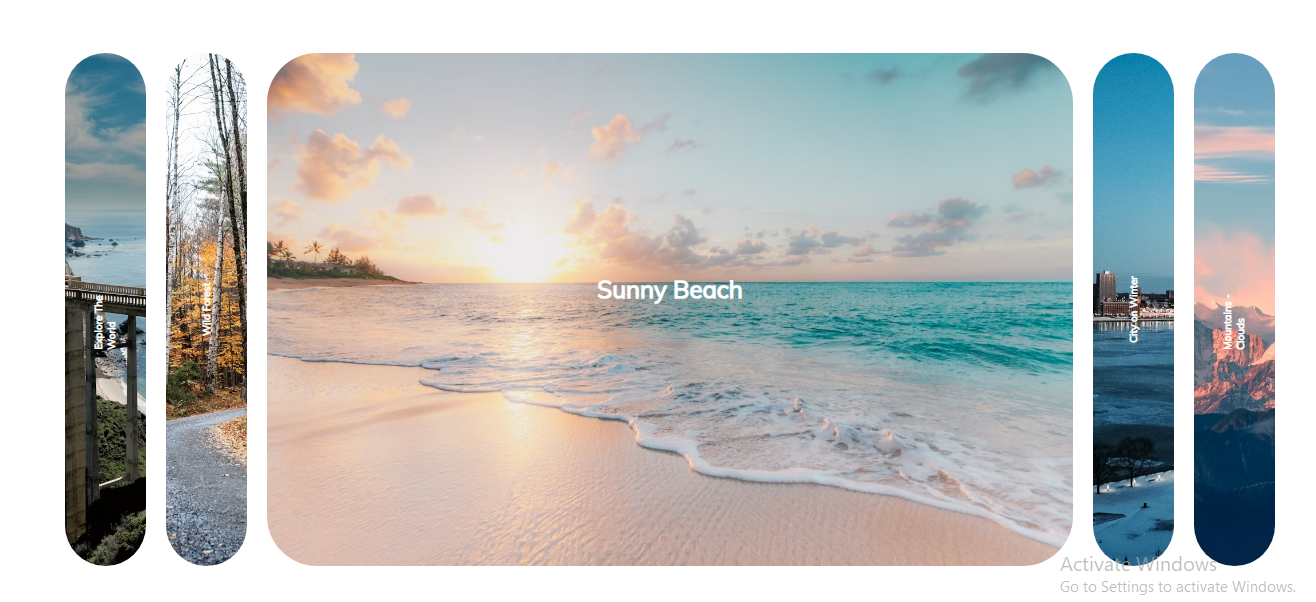 Explore The
World
Wild Forest
Sunny Beach
City on Winter
Mountains -
Clouds
Activate Windows
Go to Settings to activate Windows.